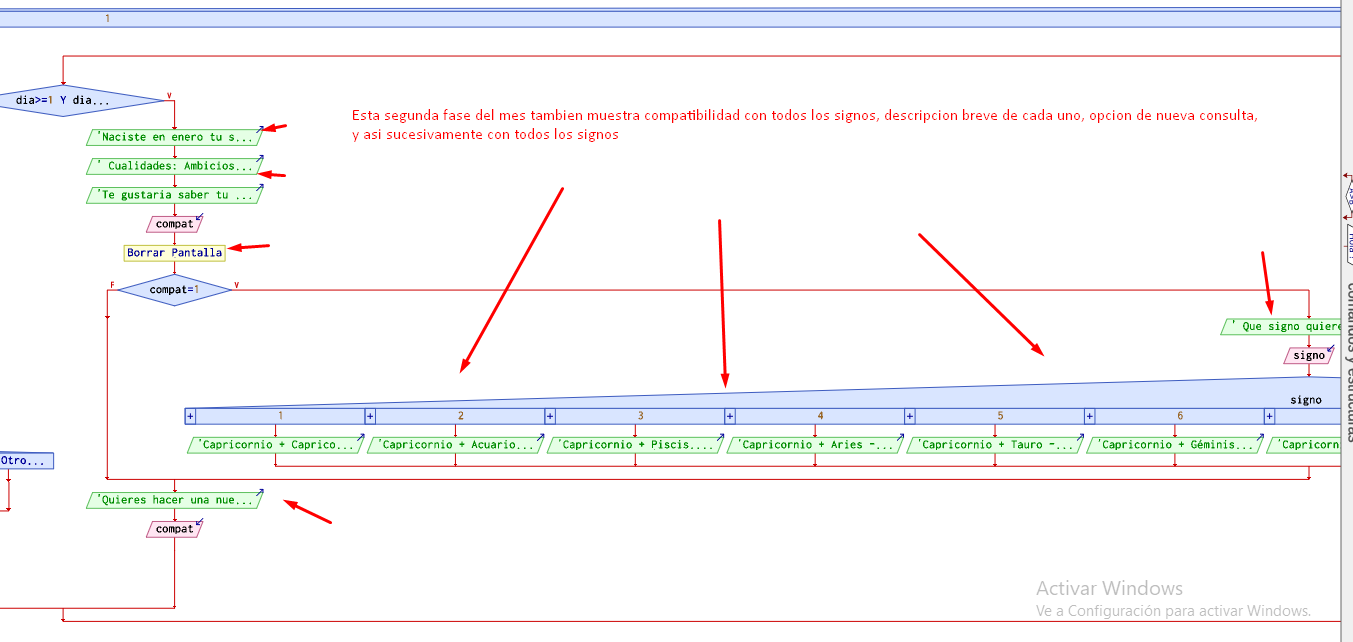 1
dia>=1 Y dia...
V
Esta segunda fase del mes tambien muestra compatibilidad con todos los signos, descripcion breve de cada uno, opcion de nueva consulta,
y asi sucesivamente con todos los signos
'Naciste en enero tu s...
' Cualidades: Ambicios...
'Te gustaria saber tu ...
compat
Borrar Pantalla
F
compat=1
V
' Que signo quiere
signo
signo
+ 1 + 2 + 3 + 4 + 5 + 6 +
'Capricornio + Caprico... 'Capricornio + Acuario... 'Capricornio + Piscis.... 'Capricornio + Aries -... 'Capricornio + Tauro -... 'Capricornio + Géminis... 'Capricorn
Otro...
'Quieres hacer una nue...
compat
Activar Windows
Ve a Configuración para activar Windows.
comandos y estructuras